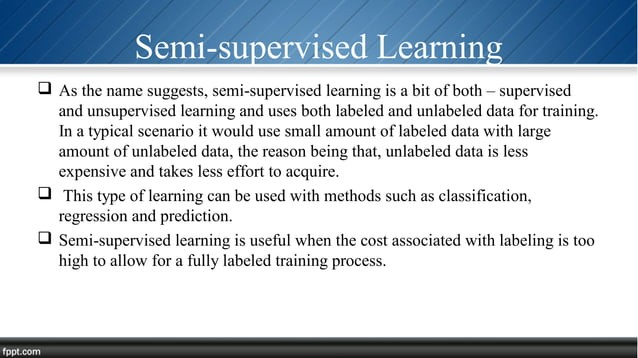 Semi-supervised Learning
❑ As the name suggests, semi-supervised learning is a bit of both – supervised
and unsupervised learning and uses both labeled and unlabeled data for training.
In a typical scenario it would use small amount of labeled data with large
amount of unlabeled data, the reason being that, unlabeled data is less
expensive and takes less effort to acquire.
❑ This type of learning can be used with methods such as classification,
regression and prediction.
❑ Semi-supervised learning is useful when the cost associated with labeling is too
high to allow for a fully labeled training process.
fppt.com